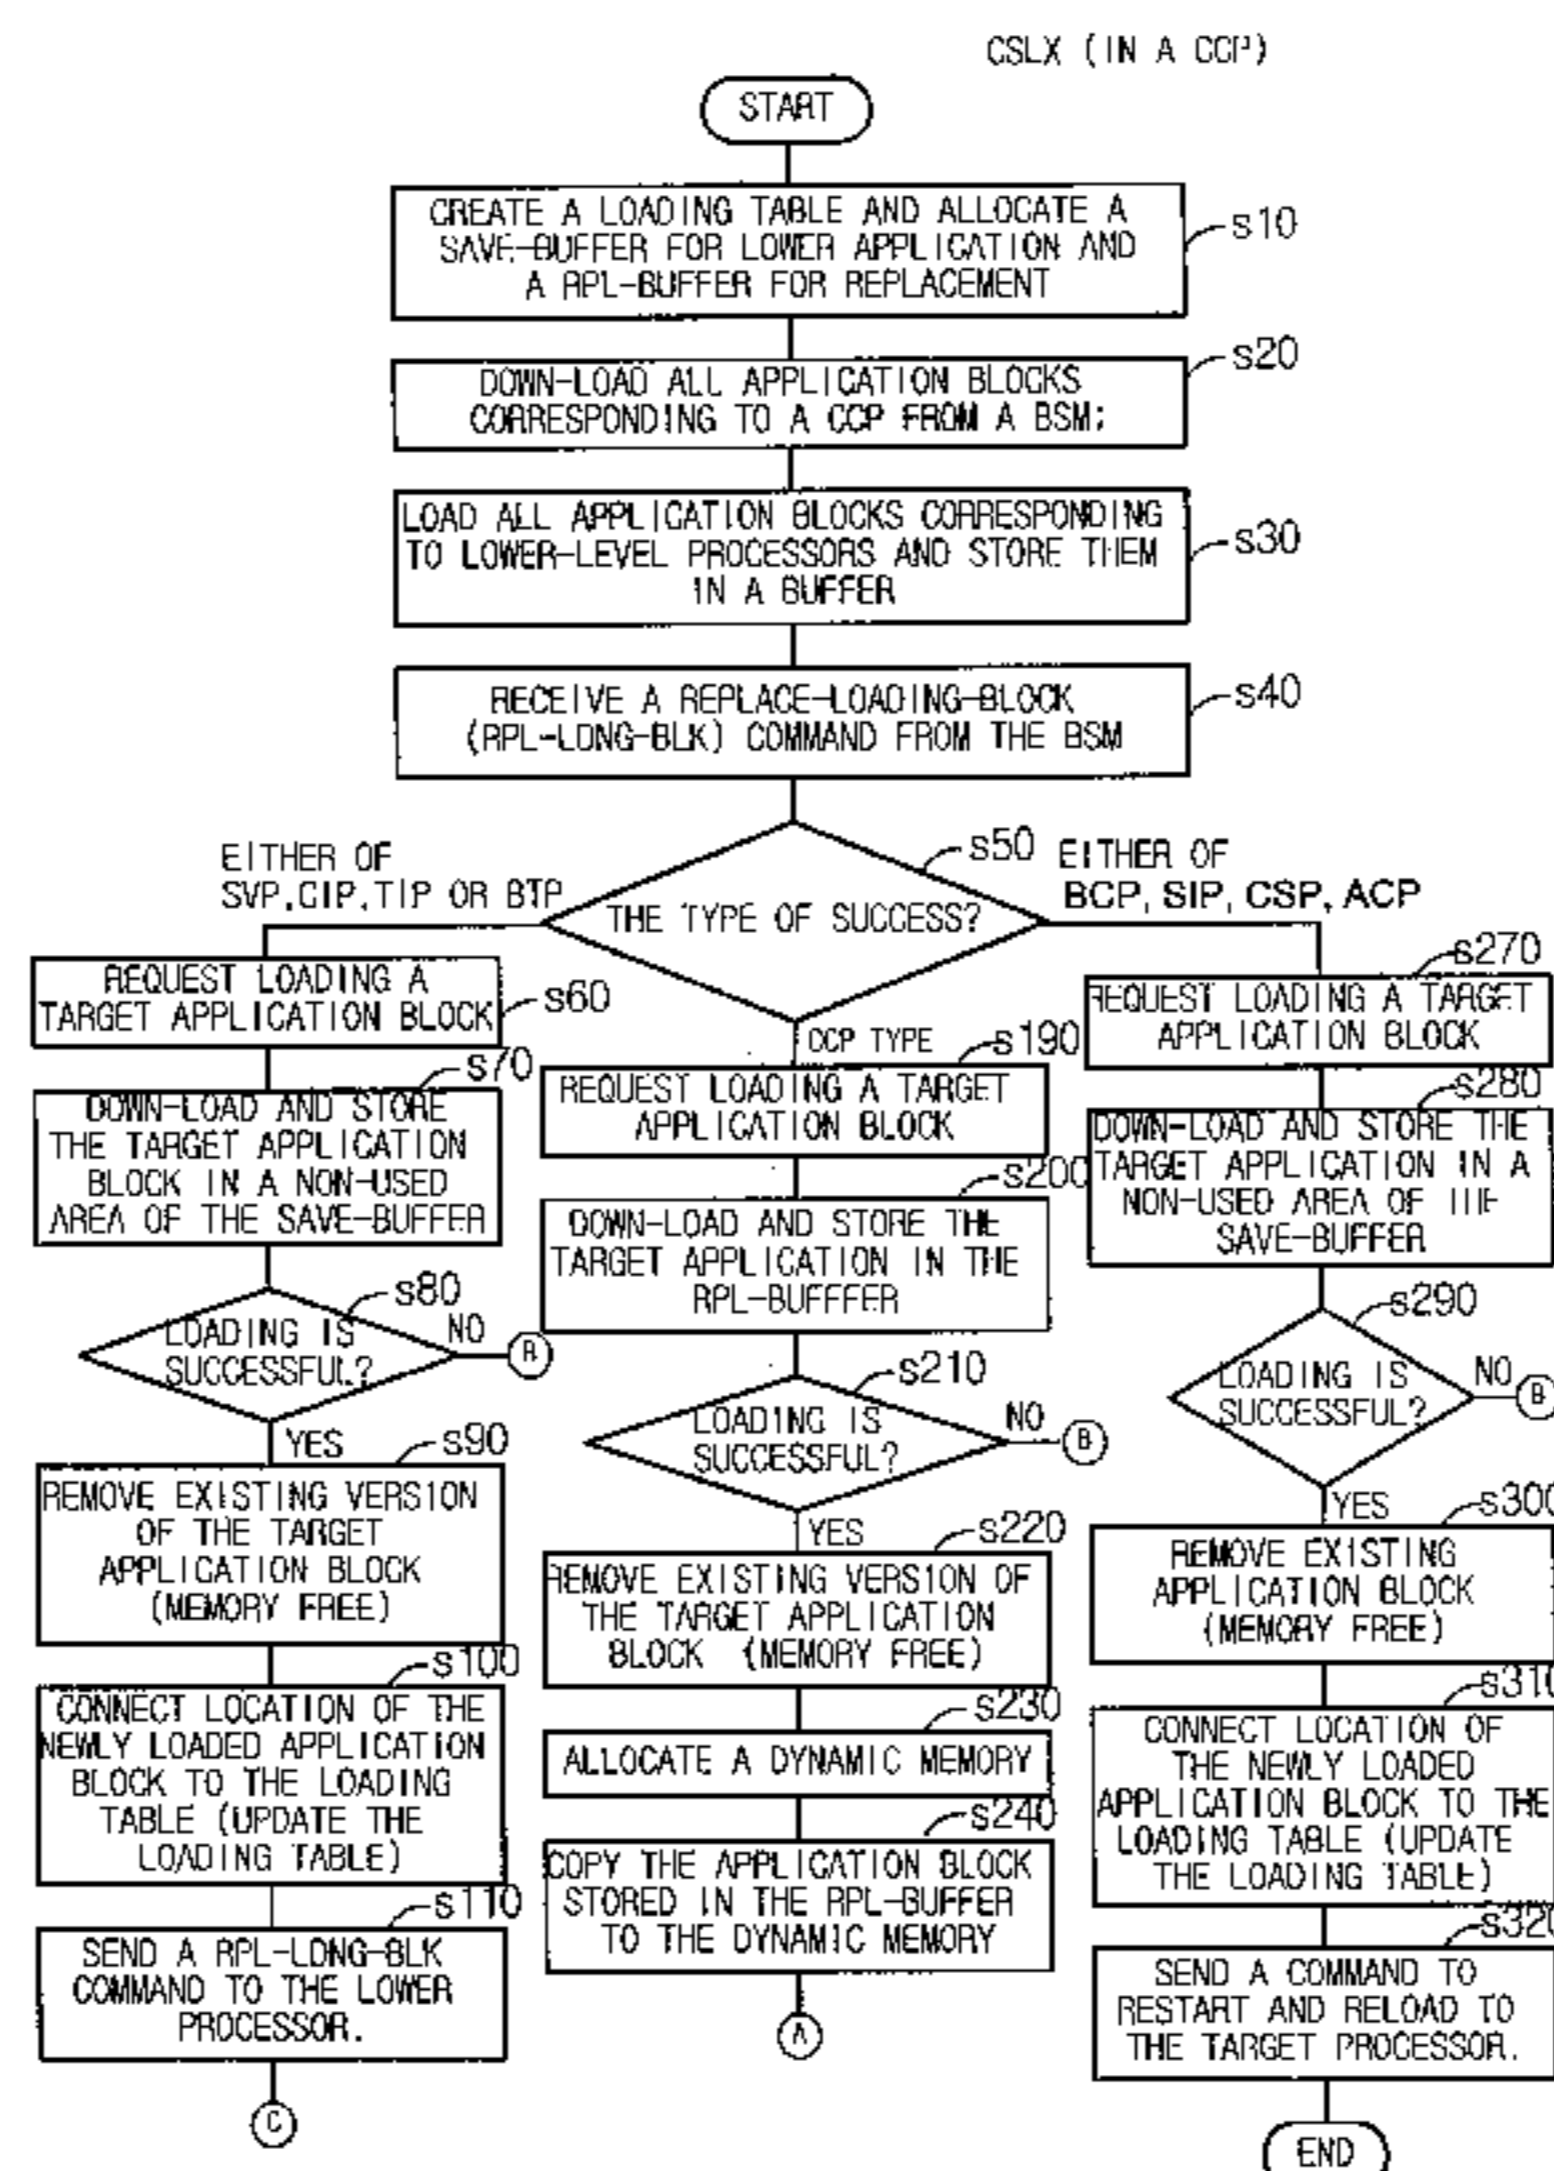 CSLX (IN A CCP)
START
CREATE A LOADING TABLE AND ALLOCATE A
SAVE-BUFFER FOR LOWER APPLICATION AND
A RPL-BUFFER FOR REPLACEMENT
s10
DOWN-LOAD ALL APPLICATION BLOCKS
CORRESPONDING TO A CCP FROM A BSM;
s20
LOAD ALL APPLICATION BLOCKS CORRESPONDING
TO LOWER-LEVEL PROCESSORS AND STORE THEM
IN A BUFFER
s30
RECEIVE A REPLACE-LOADING-BLOCK
(RPL-LDNG-BLK) COMMAND FROM THE BSM
s40
THE TYPE OF SUCCESS?
s50
EITHER OF
SVP,CIP,TIP OR BTP
REQUEST LOADING A
TARGET APPLICATION BLOCK
s60
DOWN-LOAD AND STORE
THE TARGET APPLICATION
BLOCK IN A NON-USED
AREA OF THE SAVE-BUFFER
s70
LOADING IS
SUCCESSFUL?
s80
NO
B
YES
REMOVE EXISTING VERSION
OF THE TARGET
APPLICATION BLOCK
(MEMORY FREE)
s90
CONNECT LOCATION OF THE
NEWLY LOADED APPLICATION
BLOCK TO THE LOADING
TABLE (UPDATE THE
LOADING TABLE)
s100
SEND A RPL-LDNG-BLK
COMMAND TO THE LOWER
PROCESSOR.
s110
C
CCP TYPE
REQUEST LOADING A TARGET
APPLICATION BLOCK
s190
DOWN-LOAD AND STORE THE
TARGET APPLICATION IN THE
RPL-BUFFFER
s200
LOADING IS
SUCCESSFUL?
s210
NO
B
YES
REMOVE EXISTING VERSION OF
THE TARGET APPLICATION
BLOCK (MEMORY FREE)
s220
ALLOCATE A DYNAMIC MEMORY
s230
COPY THE APPLICATION BLOCK
STORED IN THE RPL-BUFFER
TO THE DYNAMIC MEMORY
s240
A
EITHER OF
BCP, SIP, CSP, ACP
REQUEST LOADING A TARGET
APPLICATION BLOCK
s270
DOWN-LOAD AND STORE THE
TARGET APPLICATION IN A
NON-USED AREA OF THE
SAVE-BUFFER
s280
LOADING IS
SUCCESSFUL?
s290
NO
B
YES
REMOVE EXISTING
APPLICATION BLOCK
(MEMORY FREE)
s300
CONNECT LOCATION OF
THE NEWLY LOADED
APPLICATION BLOCK TO THE
LOADING TABLE (UPDATE
THE LOADING TABLE)
s310
SEND A COMMAND TO
RESTART AND RELOAD TO
THE TARGET PROCESSOR.
s320
END